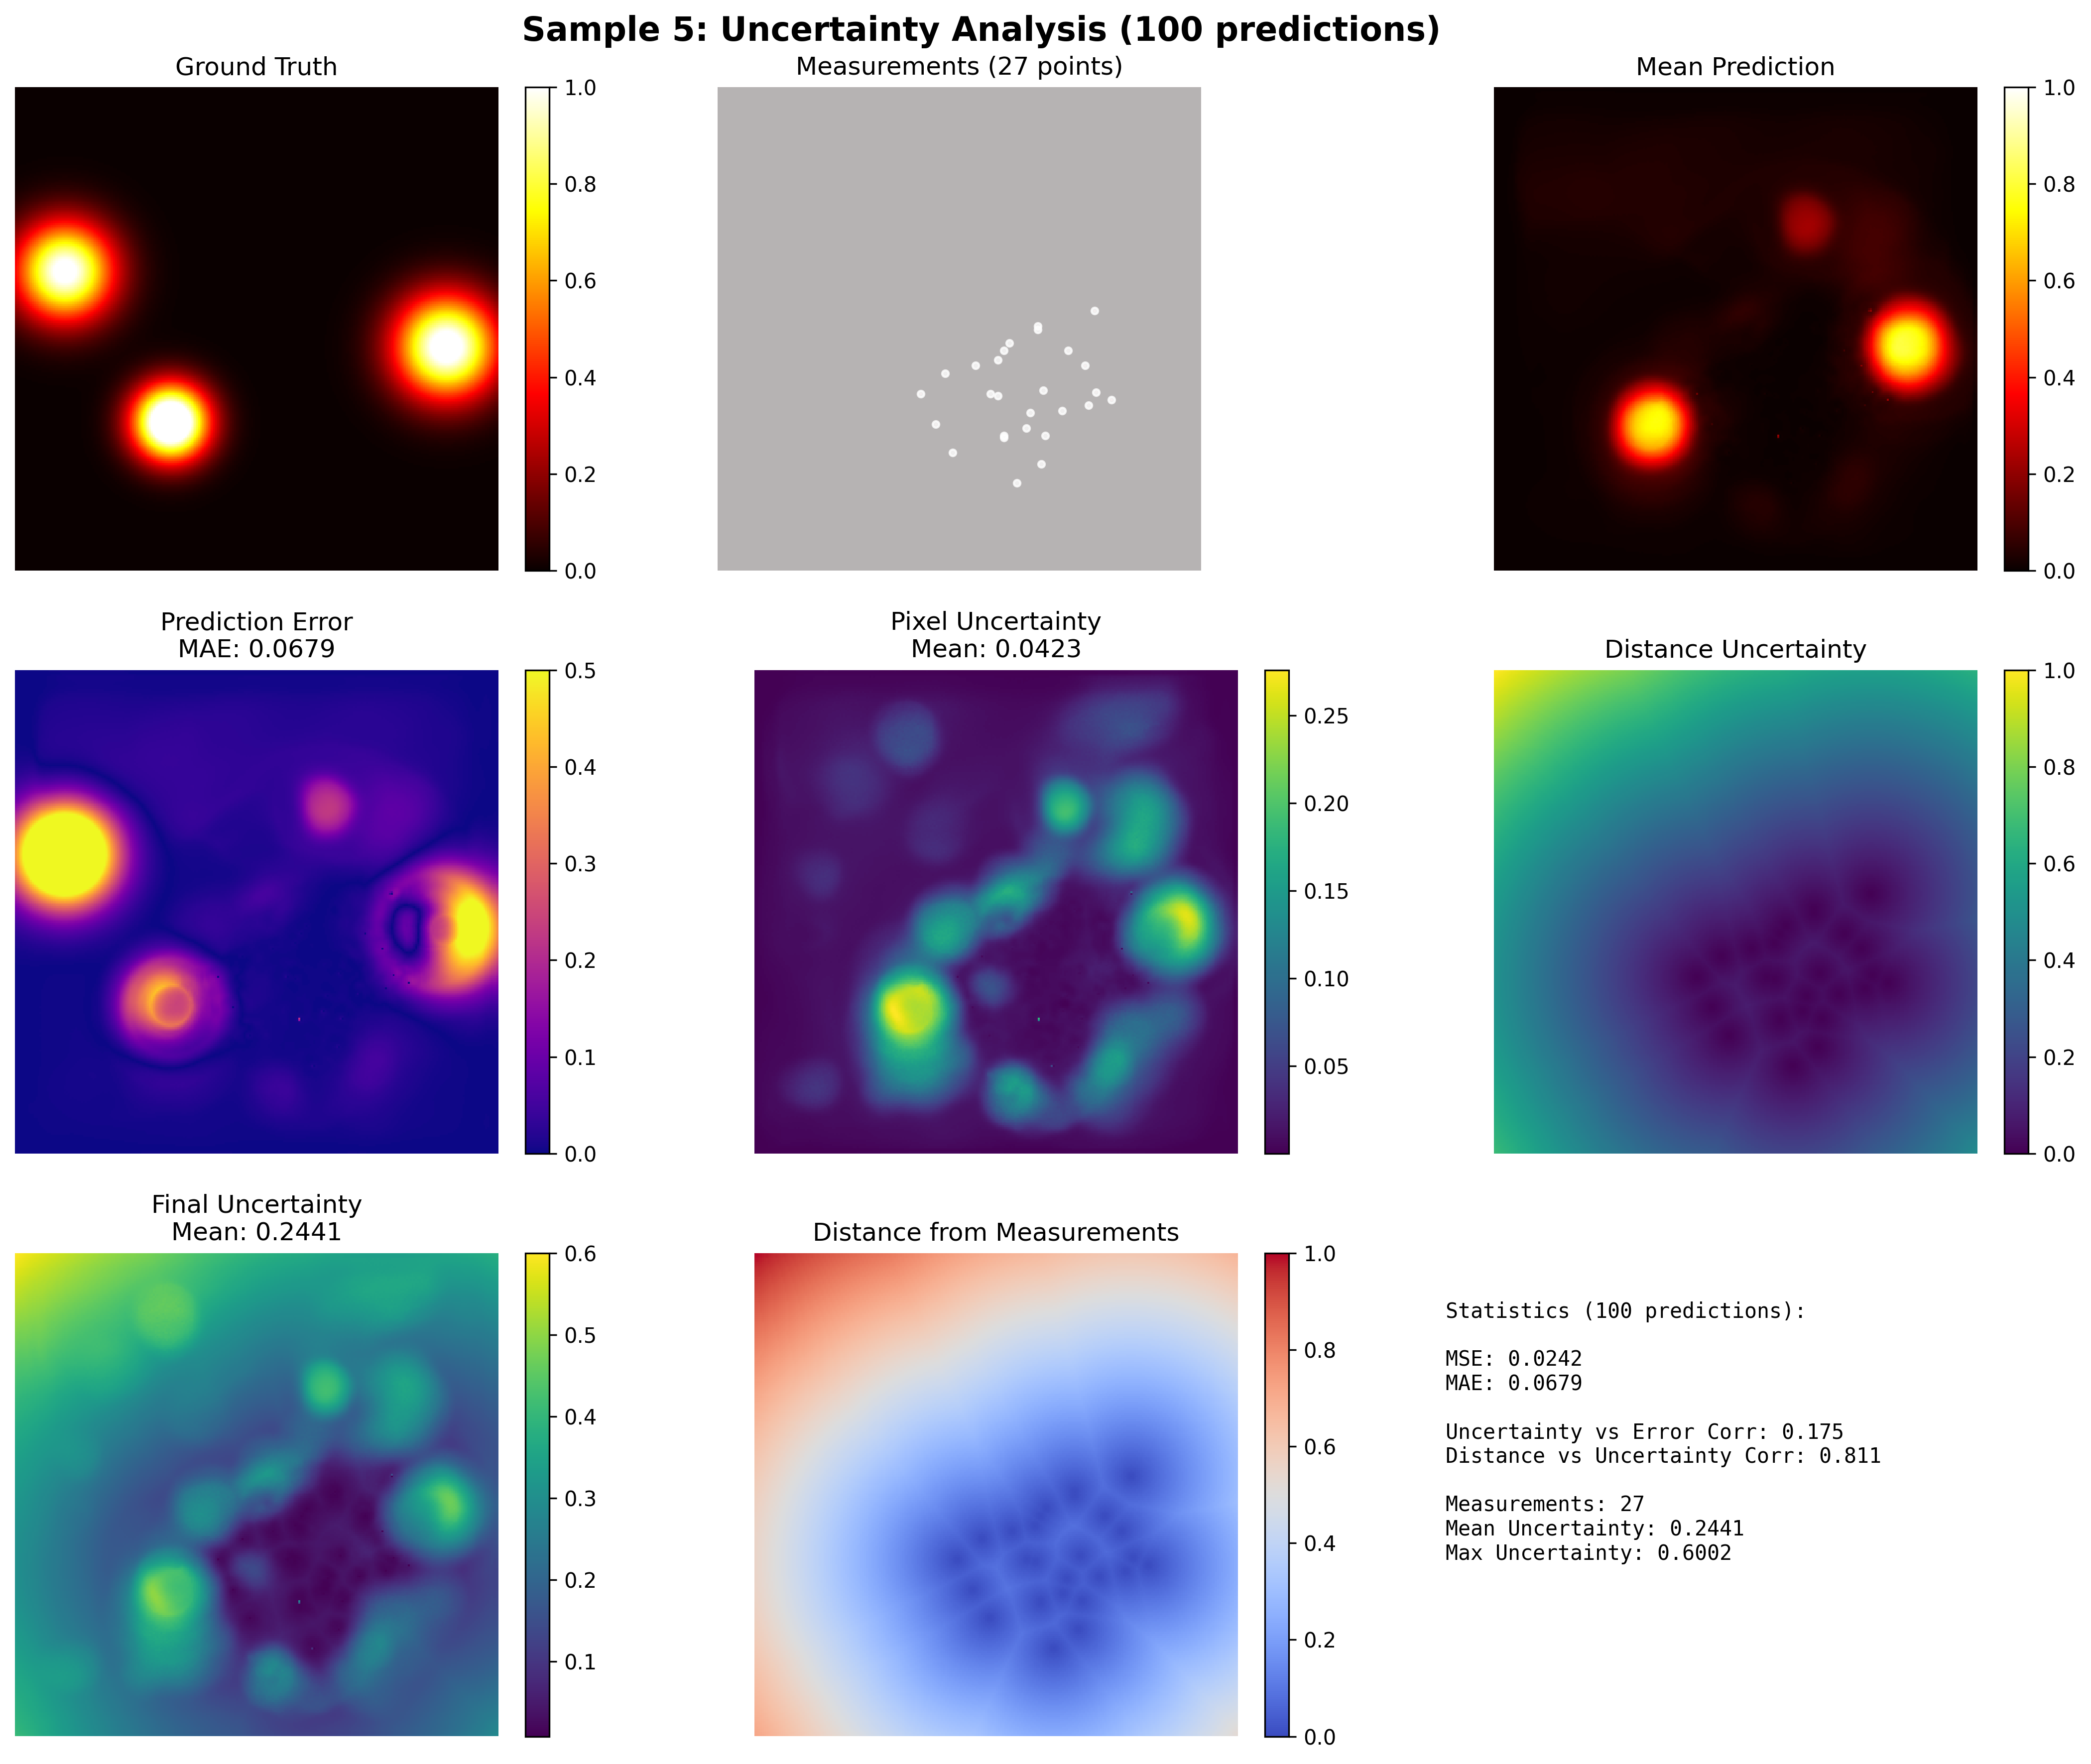 Sample 5: Uncertainty Analysis (100 predictions)
Ground Truth
1.0
0.8
0.6
0.4
0.2
0.0
Measurements (27 points)
Mean Prediction
1.0
0.8
0.6
0.4
0.2
0.0
Prediction Error
MAE: 0.0679
0.5
0.4
0.3
0.2
0.1
0.0
Pixel Uncertainty
Mean: 0.0423
0.25
0.20
0.15
0.10
0.05
Distance Uncertainty
1.0
0.8
0.6
0.4
0.2
0.0
Final Uncertainty
Mean: 0.2441
0.6
0.5
0.4
0.3
0.2
0.1
Distance from Measurements
1.0
0.8
0.6
0.4
0.2
0.0
Statistics (100 predictions):
MSE: 0.0242
MAE: 0.0679
Uncertainty vs Error Corr: 0.175
Distance vs Uncertainty Corr: 0.811
Measurements: 27
Mean Uncertainty: 0.2441
Max Uncertainty: 0.6002